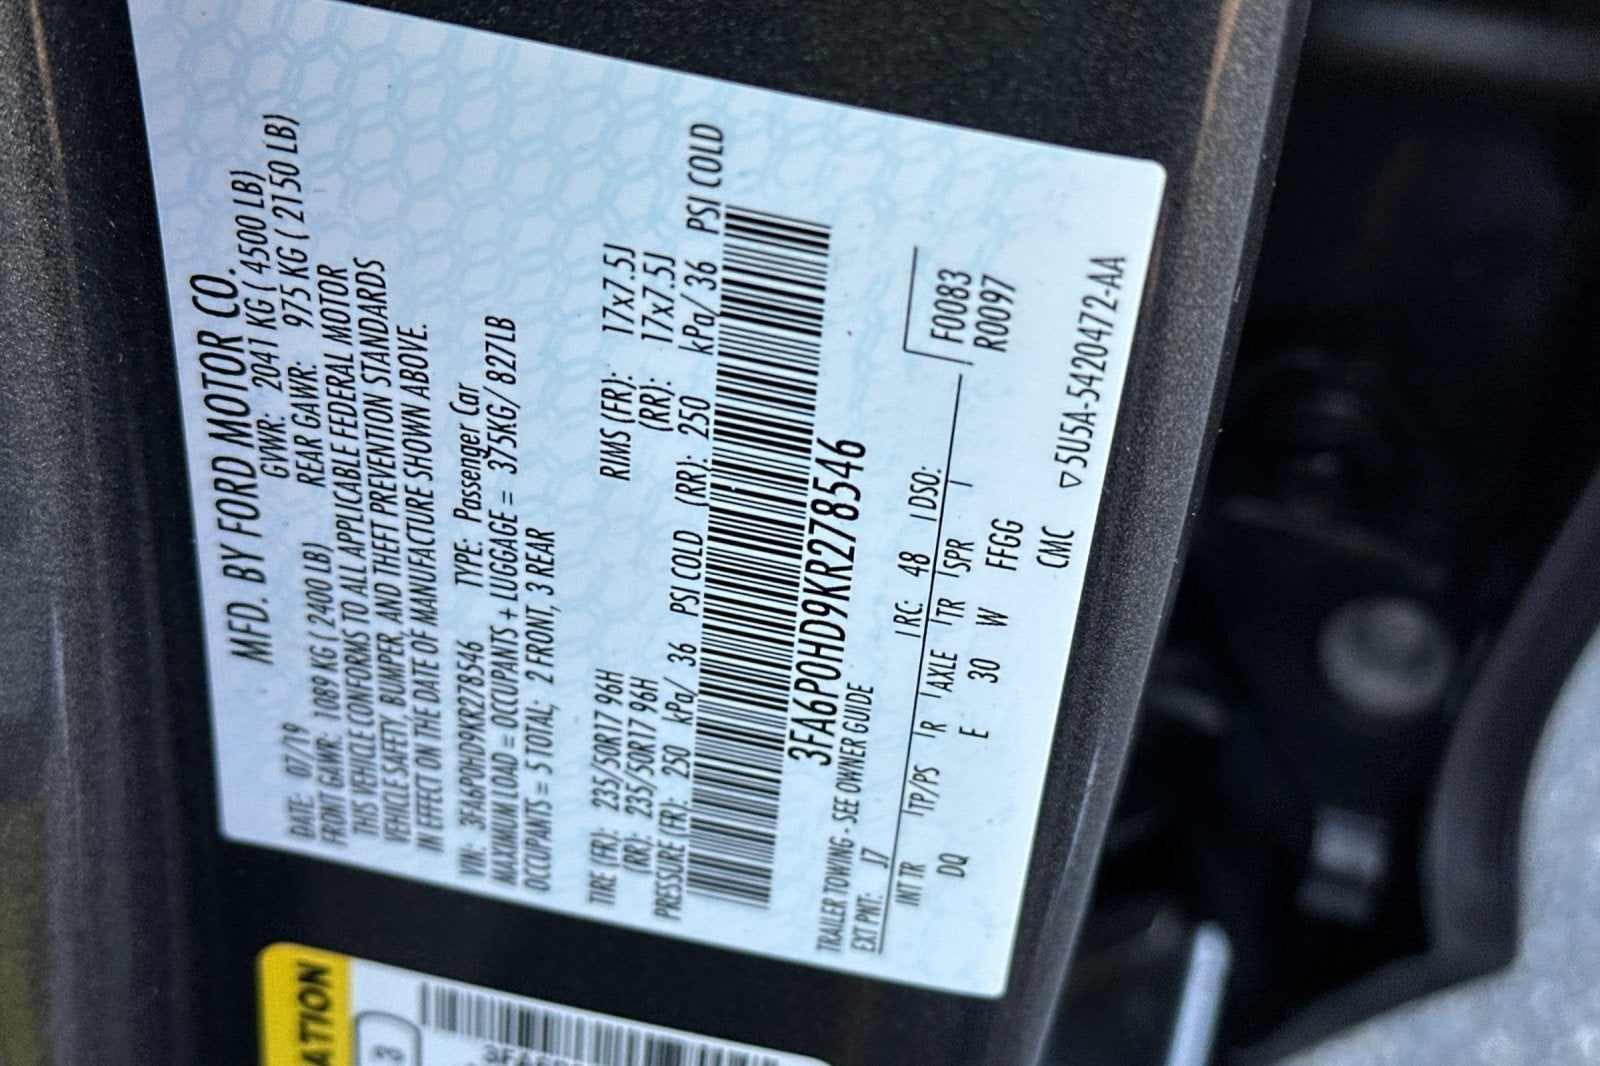 MFD. BY FORD MOTOR CO.
DATE: 07/19 GVWR: 2041 KG ( 4500 LB)
FRONT GAWR: 1089 KG ( 2400 LB) REAR GAWR: 975 KG ( 2150 LB)
THIS VEHICLE CONFORMS TO ALL APPLICABLE FEDERAL MOTOR
VEHICLE SAFETY, BUMPER, AND THEFT PREVENTION STANDARDS
IN EFFECT ON THE DATE OF MANUFACTURE SHOWN ABOVE.
VIN: 3FA6P0HD9KR278546 TYPE: Passenger Car
MAXIMUM LOAD = OCCUPANTS + LUGGAGE = 375KG/ 827LB
OCCUPANTS = 5 TOTAL; 2 FRONT, 3 REAR
TIRE (FR): 235/50R17 96H RIMS (FR): 17x7.5J
(RR): 235/50R17 96H (RR): 17x7.5J
PRESSURE (FR): 250 kPa/ 36 PSI COLD (RR): 250 kPa/ 36 PSI COLD
3FA6P0HD9KR278546
TRAILER TOWING - SEE OWNER GUIDE
EXT PNT: J7 RC: 48 DSO: F0083
R0097
INT TR TP/PS R AXLE TR SPR
DQ E 30 W FFGG
CMC
▽5U5A-5420472-AA
ATION
3